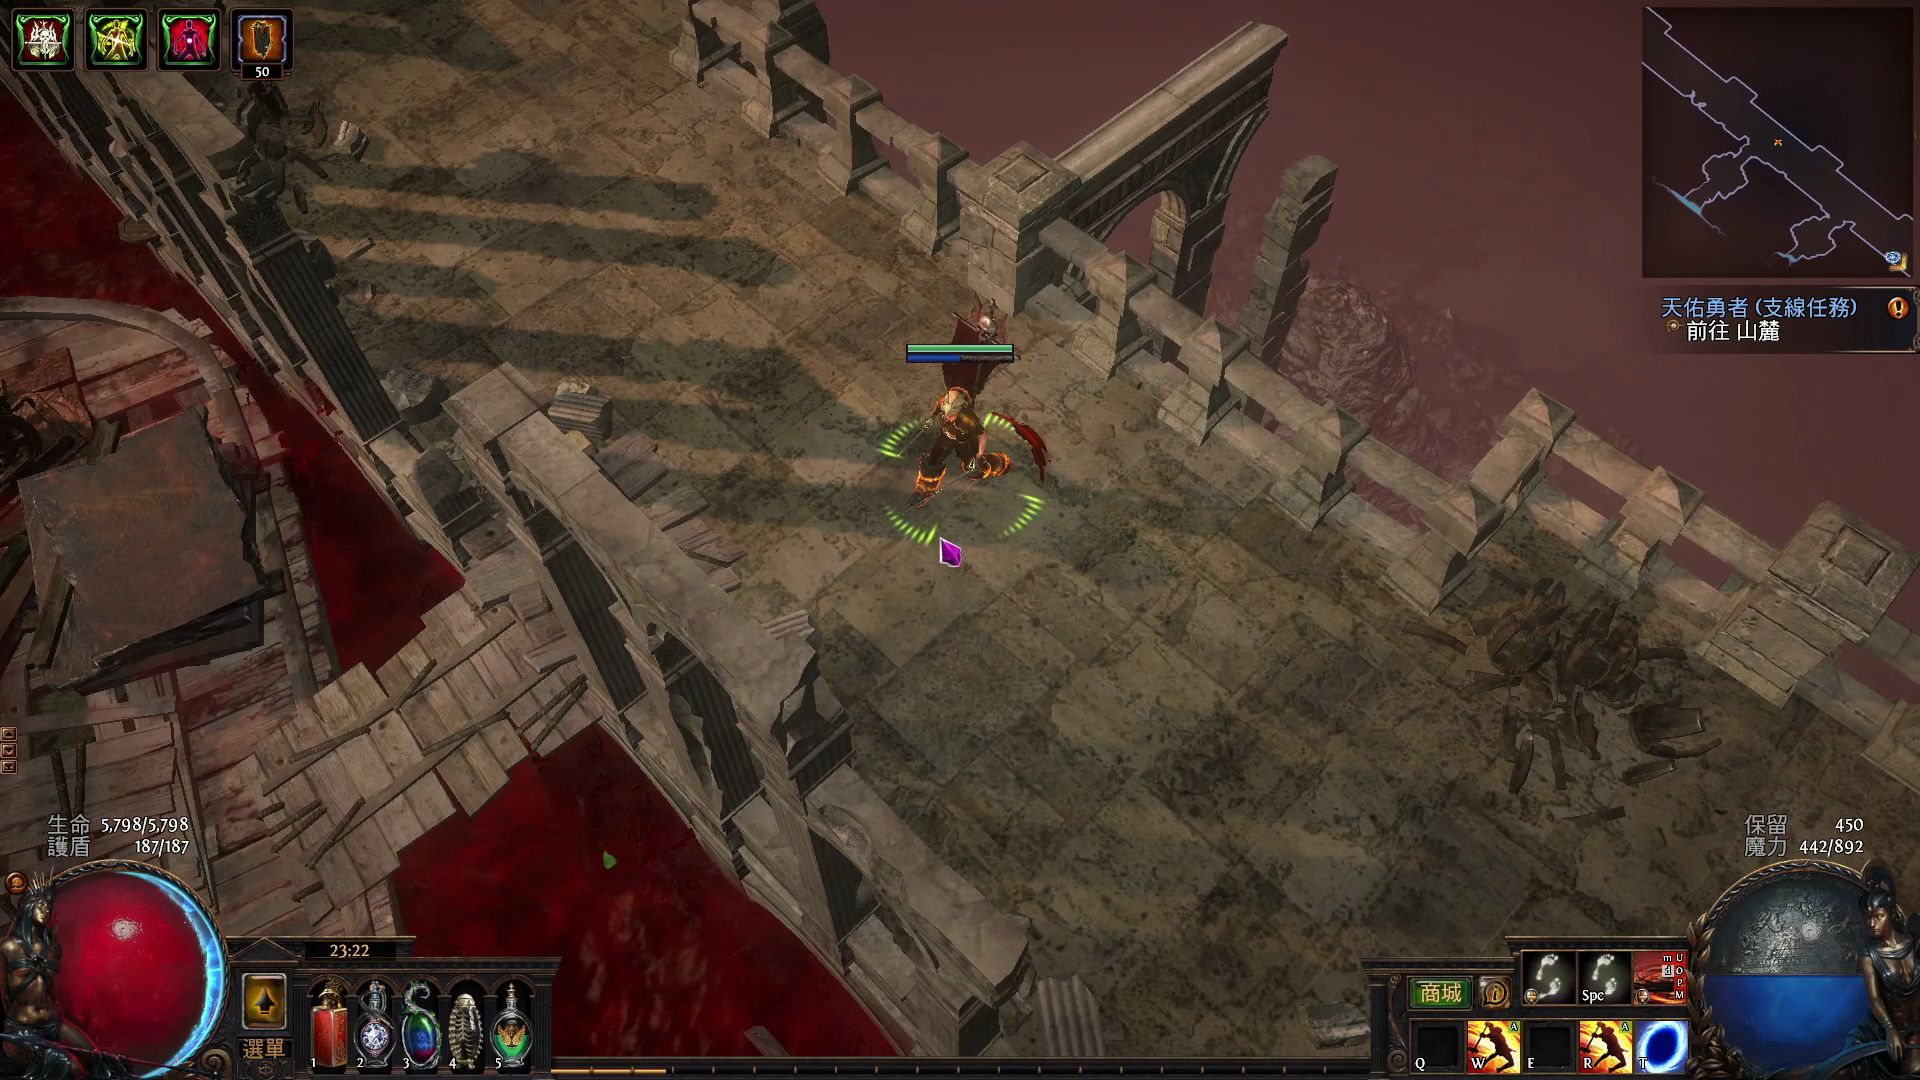 50
天佑勇者 (支線任務)
前往 山麓
生命 5,798/5,798
護盾 187/187
保留 450
魔力 442/892
23:22
選單
1 2 3 4 5
商城
Spc
m U
d O
P
M
A A
Q W E R T